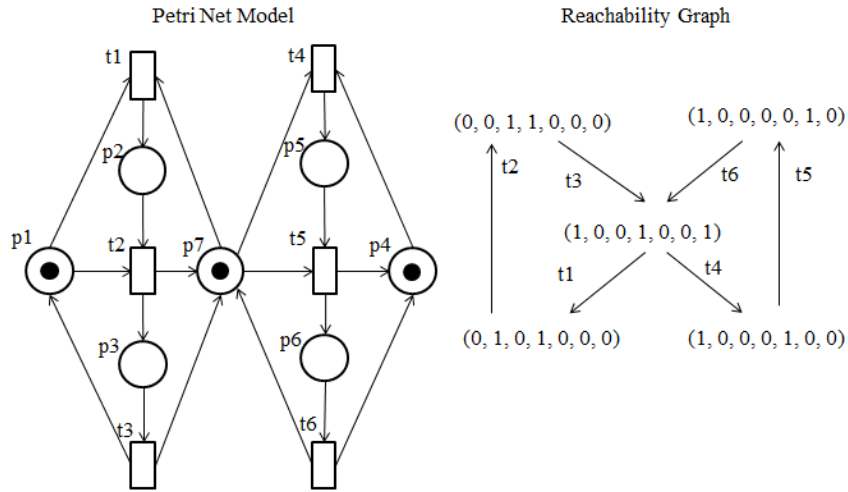 Petri Net Model
t1
p2
p1
t2
p3
t3
p7
t4
p5
t5
p4
p6
t6
Reachability Graph
(0, 0, 1, 1, 0, 0, 0)
(1, 0, 0, 0, 0, 1, 0)
t2
t3
t6
t5
(1, 0, 0, 1, 0, 0, 1)
t1
t4
(0, 1, 0, 1, 0, 0, 0)
(1, 0, 0, 0, 1, 0, 0)